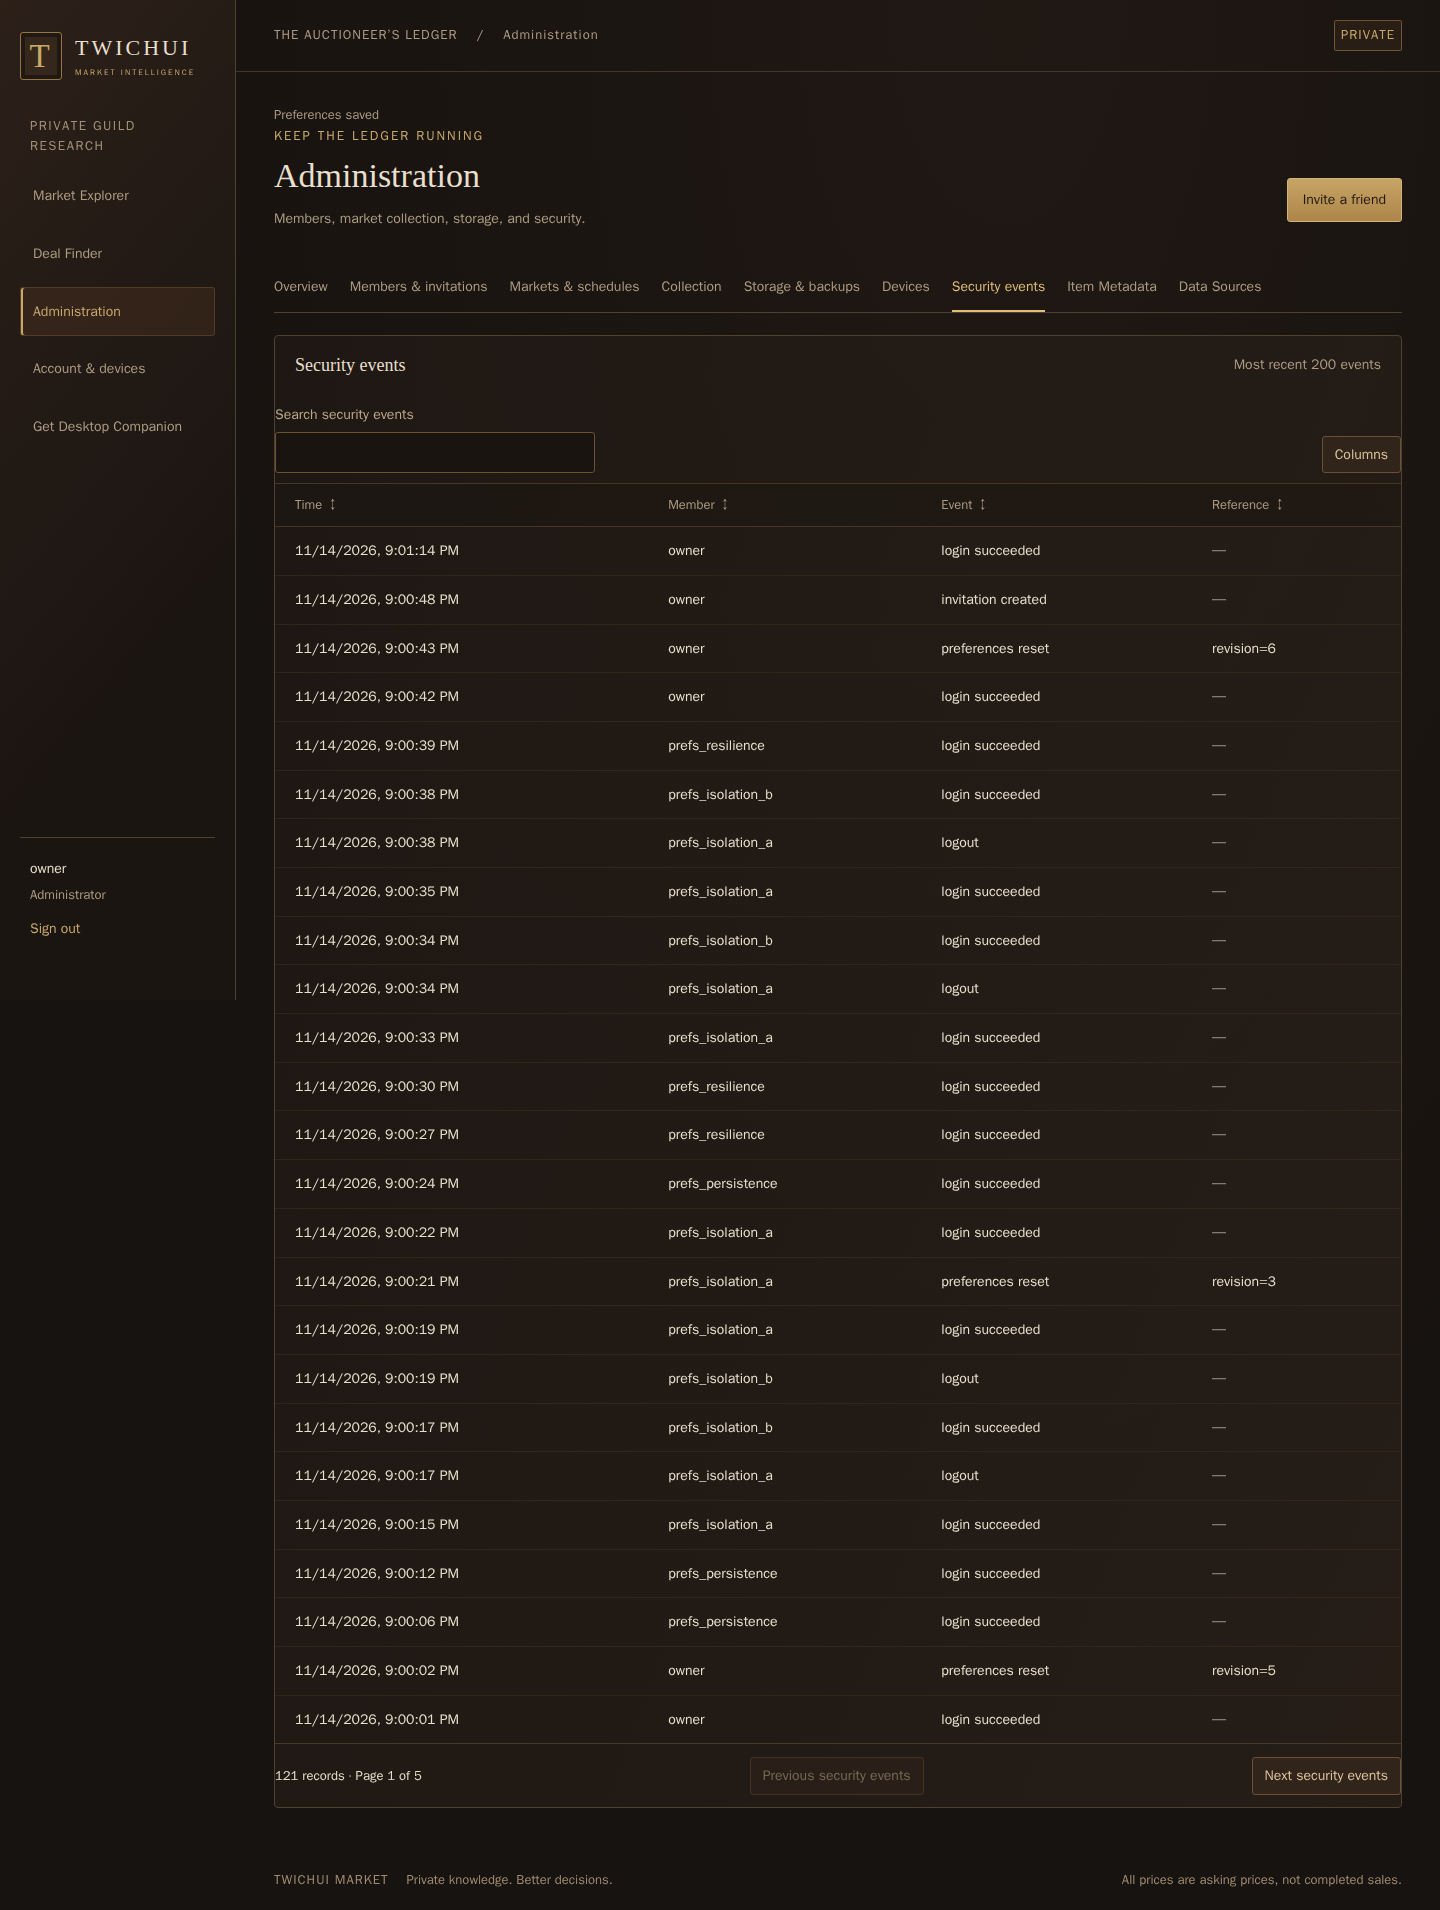 T
TWICHUI
MARKET INTELLIGENCE
PRIVATE GUILD
RESEARCH
Market Explorer
Deal Finder
Administration
Account & devices
Get Desktop Companion
owner
Administrator
Sign out
THE AUCTIONEER'S LEDGER / Administration
PRIVATE
Preferences saved
KEEP THE LEDGER RUNNING
Administration
Members, market collection, storage, and security.
Invite a friend
Overview Members & invitations Markets & schedules Collection Storage & backups Devices Security events Item Metadata Data Sources
Security events Most recent 200 events
Search security events
Columns
Time ↕ Member ↕ Event ↕ Reference ↕
11/14/2026, 9:01:14 PM owner login succeeded —
11/14/2026, 9:00:48 PM owner invitation created —
11/14/2026, 9:00:43 PM owner preferences reset revision=6
11/14/2026, 9:00:42 PM owner login succeeded —
11/14/2026, 9:00:39 PM prefs_resilience login succeeded —
11/14/2026, 9:00:38 PM prefs_isolation_b login succeeded —
11/14/2026, 9:00:38 PM prefs_isolation_a logout —
11/14/2026, 9:00:35 PM prefs_isolation_a login succeeded —
11/14/2026, 9:00:34 PM prefs_isolation_b login succeeded —
11/14/2026, 9:00:34 PM prefs_isolation_a logout —
11/14/2026, 9:00:33 PM prefs_isolation_a login succeeded —
11/14/2026, 9:00:30 PM prefs_resilience login succeeded —
11/14/2026, 9:00:27 PM prefs_resilience login succeeded —
11/14/2026, 9:00:24 PM prefs_persistence login succeeded —
11/14/2026, 9:00:22 PM prefs_isolation_a login succeeded —
11/14/2026, 9:00:21 PM prefs_isolation_a preferences reset revision=3
11/14/2026, 9:00:19 PM prefs_isolation_a login succeeded —
11/14/2026, 9:00:19 PM prefs_isolation_b logout —
11/14/2026, 9:00:17 PM prefs_isolation_b login succeeded —
11/14/2026, 9:00:17 PM prefs_isolation_a logout —
11/14/2026, 9:00:15 PM prefs_isolation_a login succeeded —
11/14/2026, 9:00:12 PM prefs_persistence login succeeded —
11/14/2026, 9:00:06 PM prefs_persistence login succeeded —
11/14/2026, 9:00:02 PM owner preferences reset revision=5
11/14/2026, 9:00:01 PM owner login succeeded —
121 records · Page 1 of 5 Previous security events Next security events
TWICHUI MARKET Private knowledge. Better decisions. All prices are asking prices, not completed sales.